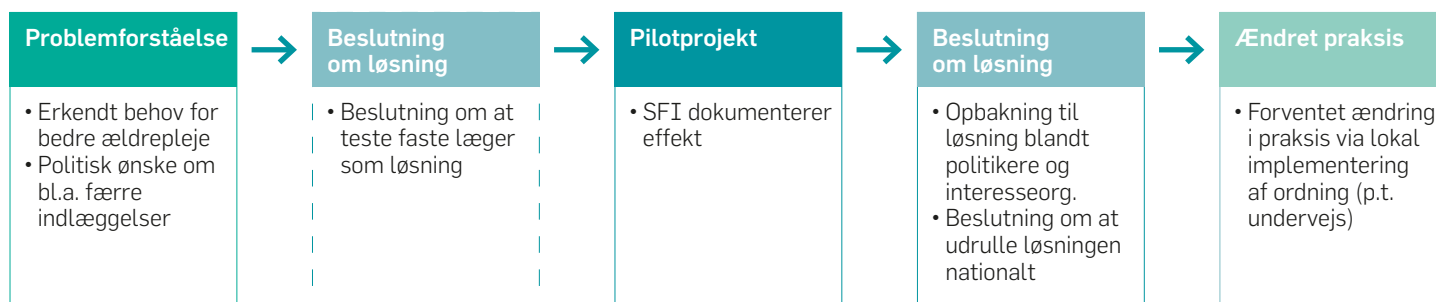 Problemforståelse
• Erkendt behov for
bedre ældrepleje
• Politisk ønske om
bl.a. færre
indlæggelser
Beslutning
om løsning
• Beslutning om at
teste faste læger
som løsning
Pilotprojekt
• SFI dokumenterer
effekt
Beslutning
om løsning
• Opbakning til
løsning blandt
politikere og
interesseorg.
• Beslutning om at
udrulle løsningen
nationalt
Ændret praksis
• Forventet ændring
i praksis via lokal
implementering
af ordning (p.t.
undervejs)